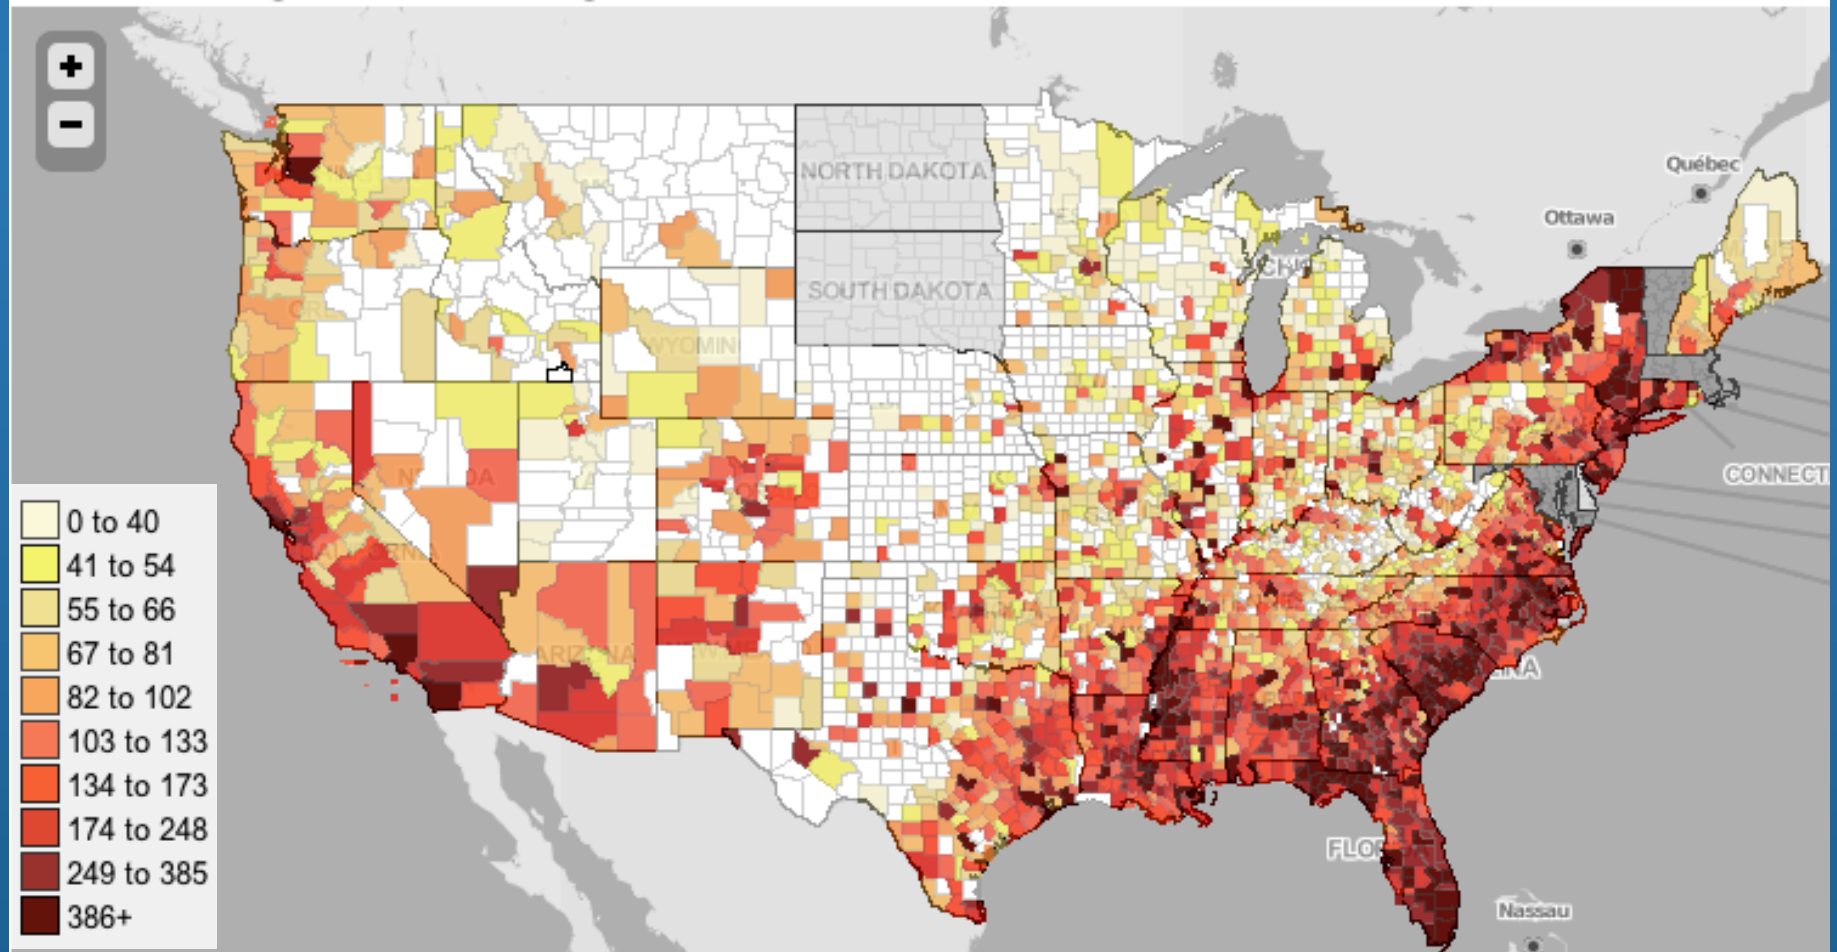 +
−
NORTH DAKOTA
SOUTH DAKOTA
Québec
Ottawa
CONNECT
0 to 40
41 to 54
55 to 66
67 to 81
82 to 102
103 to 133
134 to 173
174 to 248
249 to 385
386+
WYOMIN
ARIZONA
FLO
Nassau